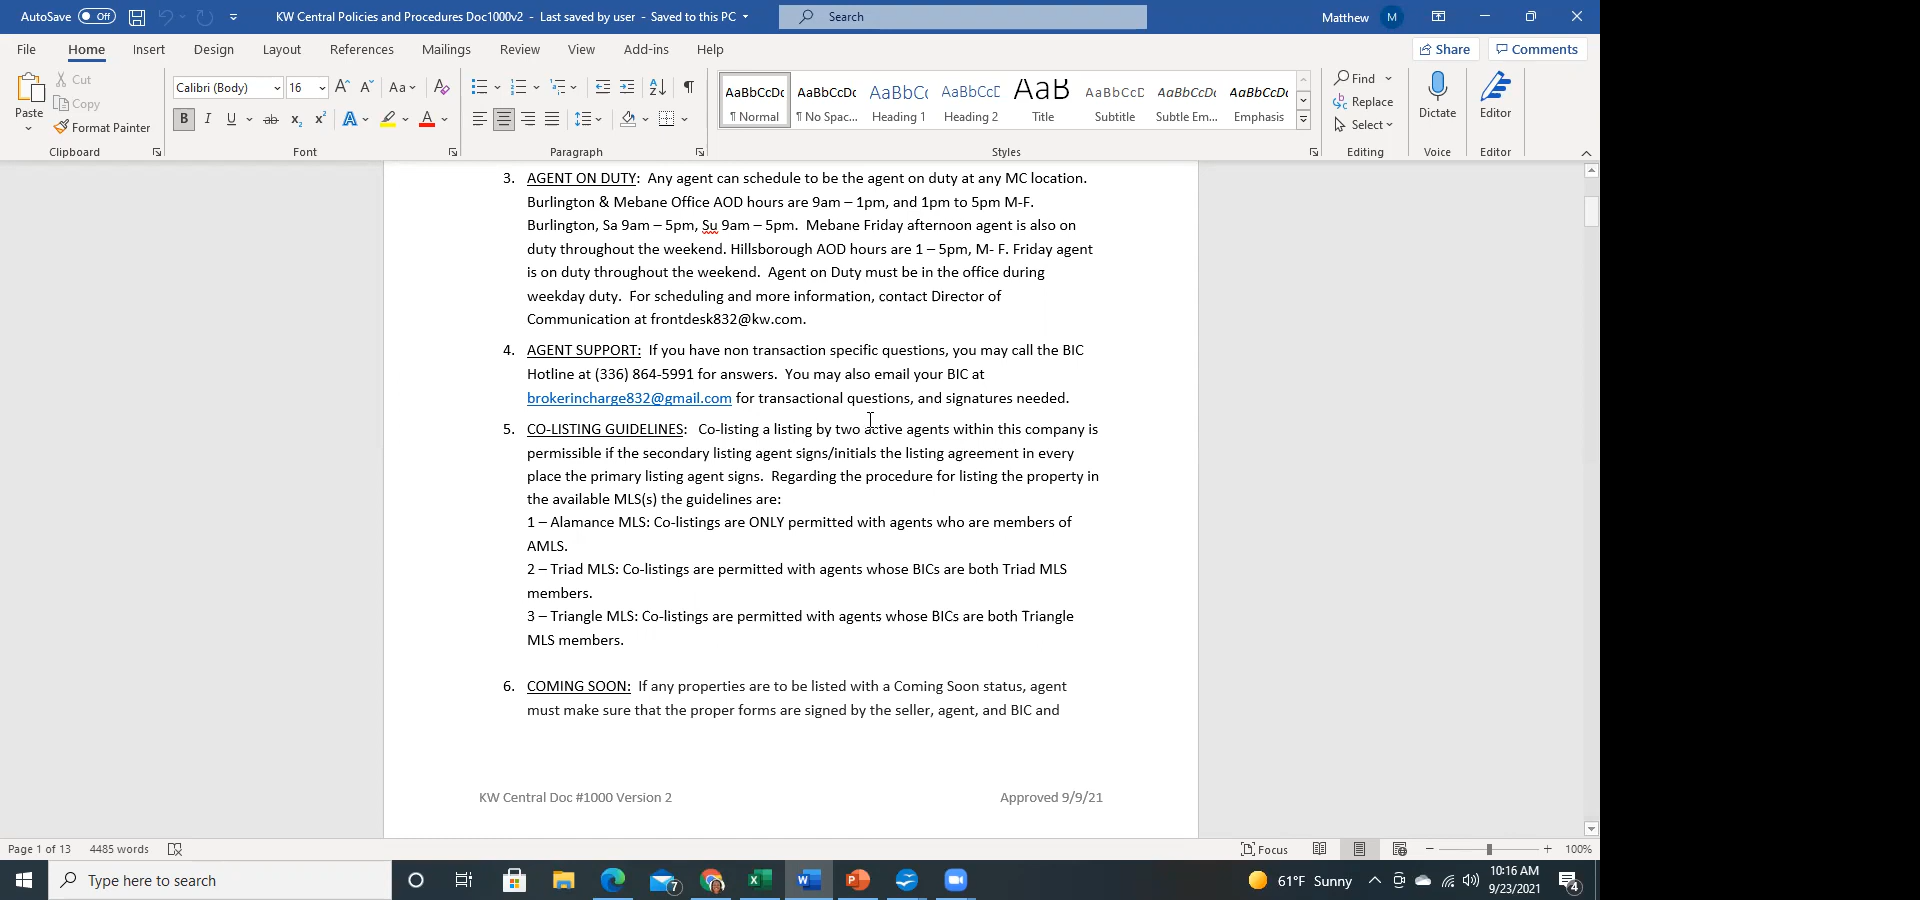 AutoSave Off KW Central Policies and Procedures Doc1000v2 - Last saved by user - Saved to this PC Search Matthew M
File Home Insert Design Layout References Mailings Review View Add-ins Help Share Comments
Paste
Cut
Copy
Format Painter
Clipboard
Calibri (Body) 16
Font
Paragraph
AaBbCcDc AaBbCcDc AaBbC AaBbCcD AaB AaBbCcD AaBbCcDc AaBbCcDc
¶ Normal ¶ No Spac... Heading 1 Heading 2 Title Subtitle Subtle Em... Emphasis
Styles
Find
Replace
Select
Editing
Dictate
Voice
Editor
Editor
3. AGENT ON DUTY: Any agent can schedule to be the agent on duty at any MC location.
Burlington & Mebane Office AOD hours are 9am – 1pm, and 1pm to 5pm M-F.
Burlington, Sa 9am – 5pm, Su 9am – 5pm. Mebane Friday afternoon agent is also on
duty throughout the weekend. Hillsborough AOD hours are 1 – 5pm, M- F. Friday agent
is on duty throughout the weekend. Agent on Duty must be in the office during
weekday duty. For scheduling and more information, contact Director of
Communication at frontdesk832@kw.com.
4. AGENT SUPPORT: If you have non transaction specific questions, you may call the BIC
Hotline at (336) 864-5991 for answers. You may also email your BIC at
brokerincharge832@gmail.com for transactional questions, and signatures needed.
5. CO-LISTING GUIDELINES: Co-listing a listing by two active agents within this company is
permissible if the secondary listing agent signs/initials the listing agreement in every
place the primary listing agent signs. Regarding the procedure for listing the property in
the available MLS(s) the guidelines are:
1 – Alamance MLS: Co-listings are ONLY permitted with agents who are members of
AMLS.
2 – Triad MLS: Co-listings are permitted with agents whose BICs are both Triad MLS
members.
3 – Triangle MLS: Co-listings are permitted with agents whose BICs are both Triangle
MLS members.
6. COMING SOON: If any properties are to be listed with a Coming Soon status, agent
must make sure that the proper forms are signed by the seller, agent, and BIC and
KW Central Doc #1000 Version 2 Approved 9/9/21
Page 1 of 13 4485 words Focus 100%
Type here to search 7 61°F Sunny 10:16 AM
9/23/2021 4